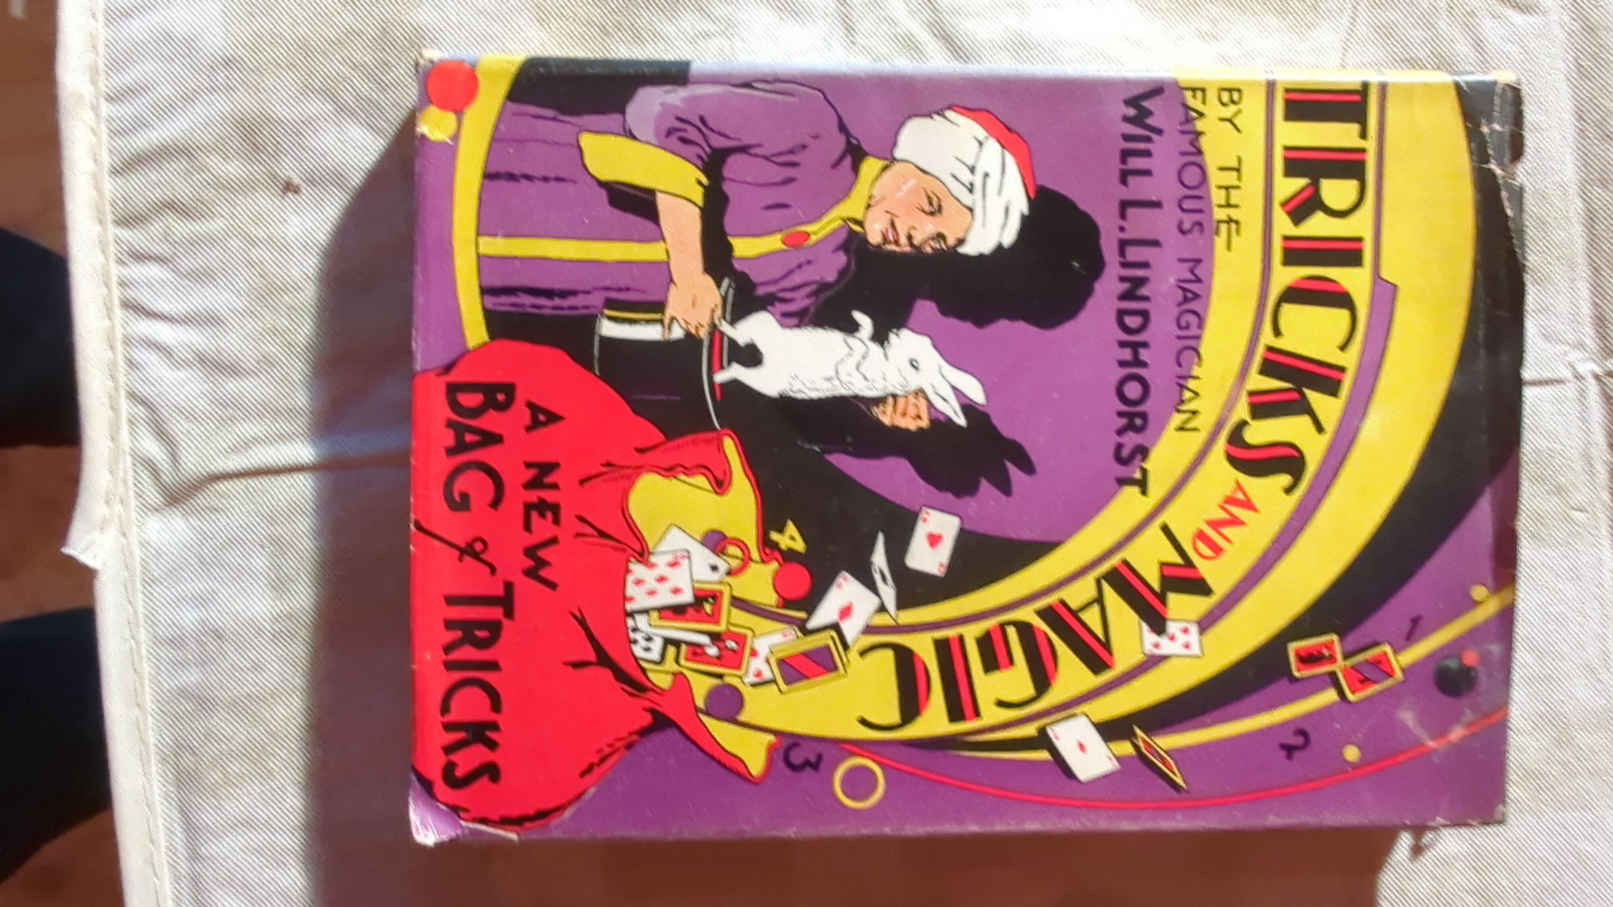 TRICKS AND MAGIC
BY THE
FAMOUS MAGICIAN
WILL L. LINDHORST
1
2
3
4
A NEW
BAG of TRICKS